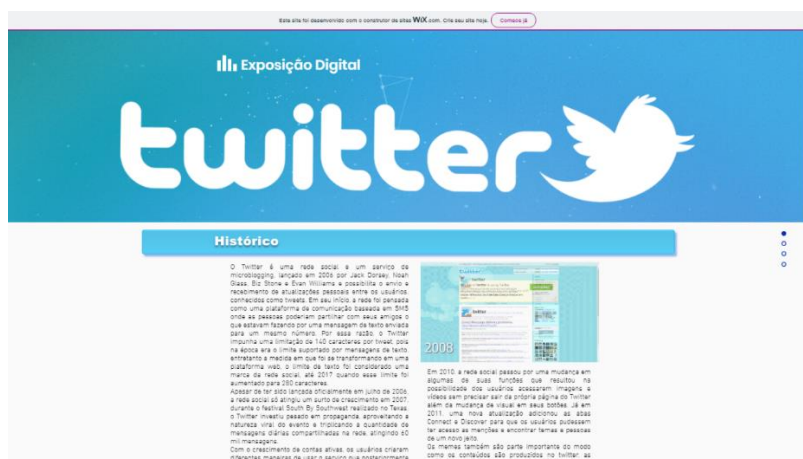 Este site foi desenvolvido com o construtor de sites WiX.com. Crie seu site hoje. Comece já
Exposição Digital
twitter
Histórico
O Twitter é uma rede social e um serviço de
microblogging, lançado em 2006 por Jack Dorsey, Noah
Glass, Biz Stone e Evan Williams e possibilita o envio e
recebimento de atualizações pessoais entre os usuários,
conhecidos como tweets. Em seu início, a rede foi pensada
como uma plataforma de comunicação baseada em SMS
onde as pessoas poderiam partilhar com seus amigos o
que estavam fazendo por uma mensagem de texto enviada
para um mesmo número. Por essa razão, o Twitter
impunha uma limitação de 140 caracteres por tweet, pois
na época era o limite suportado por mensagens de texto,
entretanto a medida em que foi se transformando em uma
plataforma web, o limite de texto foi considerado uma
marca da rede social, até 2017 quando esse limite foi
aumentado para 280 caracteres.
Apesar de ter sido lançada oficialmente em julho de 2006,
a rede social só atingiu um surto de crescimento em 2007,
durante o festival South By Southwest realizado no Texas,
o Twitter investiu pesado em propaganda, aproveitando a
natureza viral do evento e triplicando a quantidade de
mensagens diárias compartilhadas na rede, atingindo 60
mil mensagens.
Com o crescimento de contas ativas, os usuários criaram
diferentes maneiras de usar o serviço que posteriormente
2008
Em 2010, a rede social passou por uma mudança em
algumas de suas funções que resultou na
possibilidade dos usuários acessarem imagens e
vídeos sem precisar sair da própria página do Twitter
além da mudança de visual em seus botões. Já em
2011, uma nova atualização adicionou as abas
Connect e Discover para que os usuários pudessem
ter acesso as menções e encontrar temas e pessoas
de um novo jeito.
Os memes também são parte importante do modo
como os conteúdos são produzidos no twitter, as